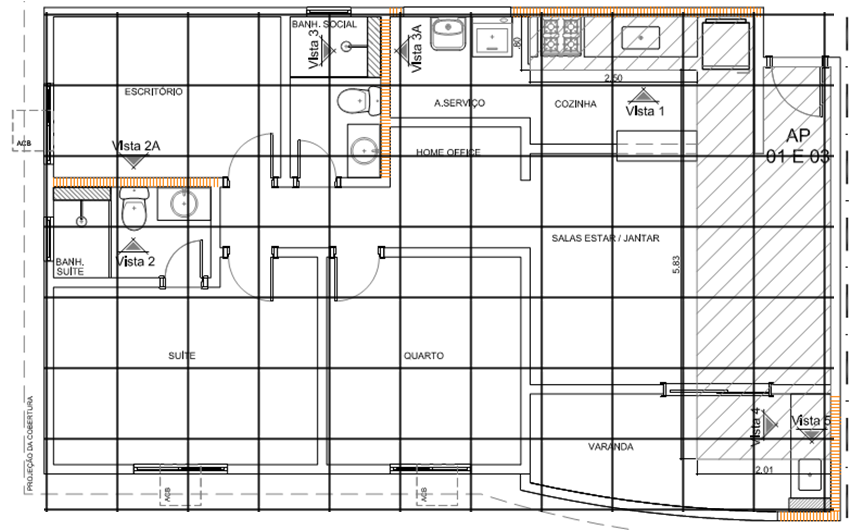 BANH. SOCIAL
Vista 3
Vista 3A
.80
2.50
ESCRITÓRIO
A.SERVIÇO
COZINHA
Vista 1
AP
01 E 03
ACB
Vista 2A
HOME OFFICE
BANH.
SUÍTE
Vista 2
SALAS ESTAR / JANTAR
5.83
SUÍTE
QUARTO
PROJEÇÃO DA COBERTURA
VARANDA
Vista 4
Vista 5
2.01
ACB
ACB